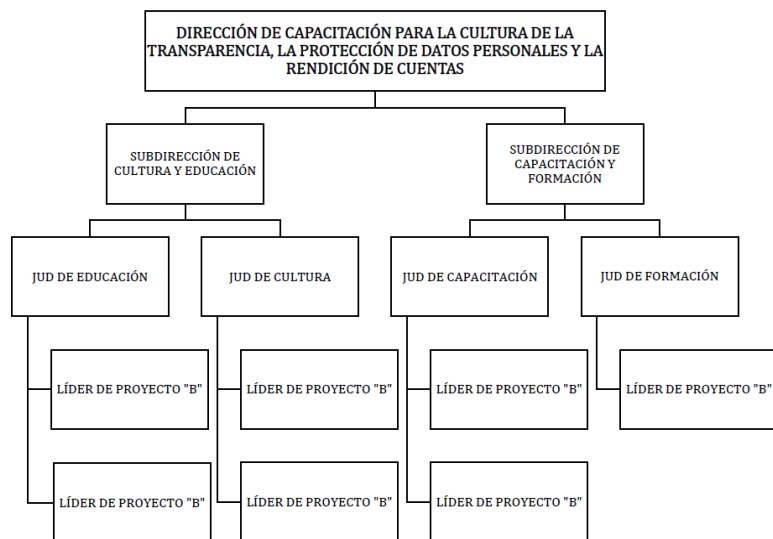 DIRECCIÓN DE CAPACITACIÓN PARA LA CULTURA DE LA
TRANSPARENCIA, LA PROTECCIÓN DE DATOS PERSONALES Y LA
RENDICIÓN DE CUENTAS
SUBDIRECCIÓN DE
CULTURA Y EDUCACIÓN
SUBDIRECCIÓN DE
CAPACITACIÓN Y
FORMACIÓN
JUD DE EDUCACIÓN
JUD DE CULTURA
JUD DE CAPACITACIÓN
JUD DE FORMACIÓN
LÍDER DE PROYECTO "B"
LÍDER DE PROYECTO "B"
LÍDER DE PROYECTO "B"
LÍDER DE PROYECTO "B"
LÍDER DE PROYECTO "B"
LÍDER DE PROYECTO "B"
LÍDER DE PROYECTO "B"